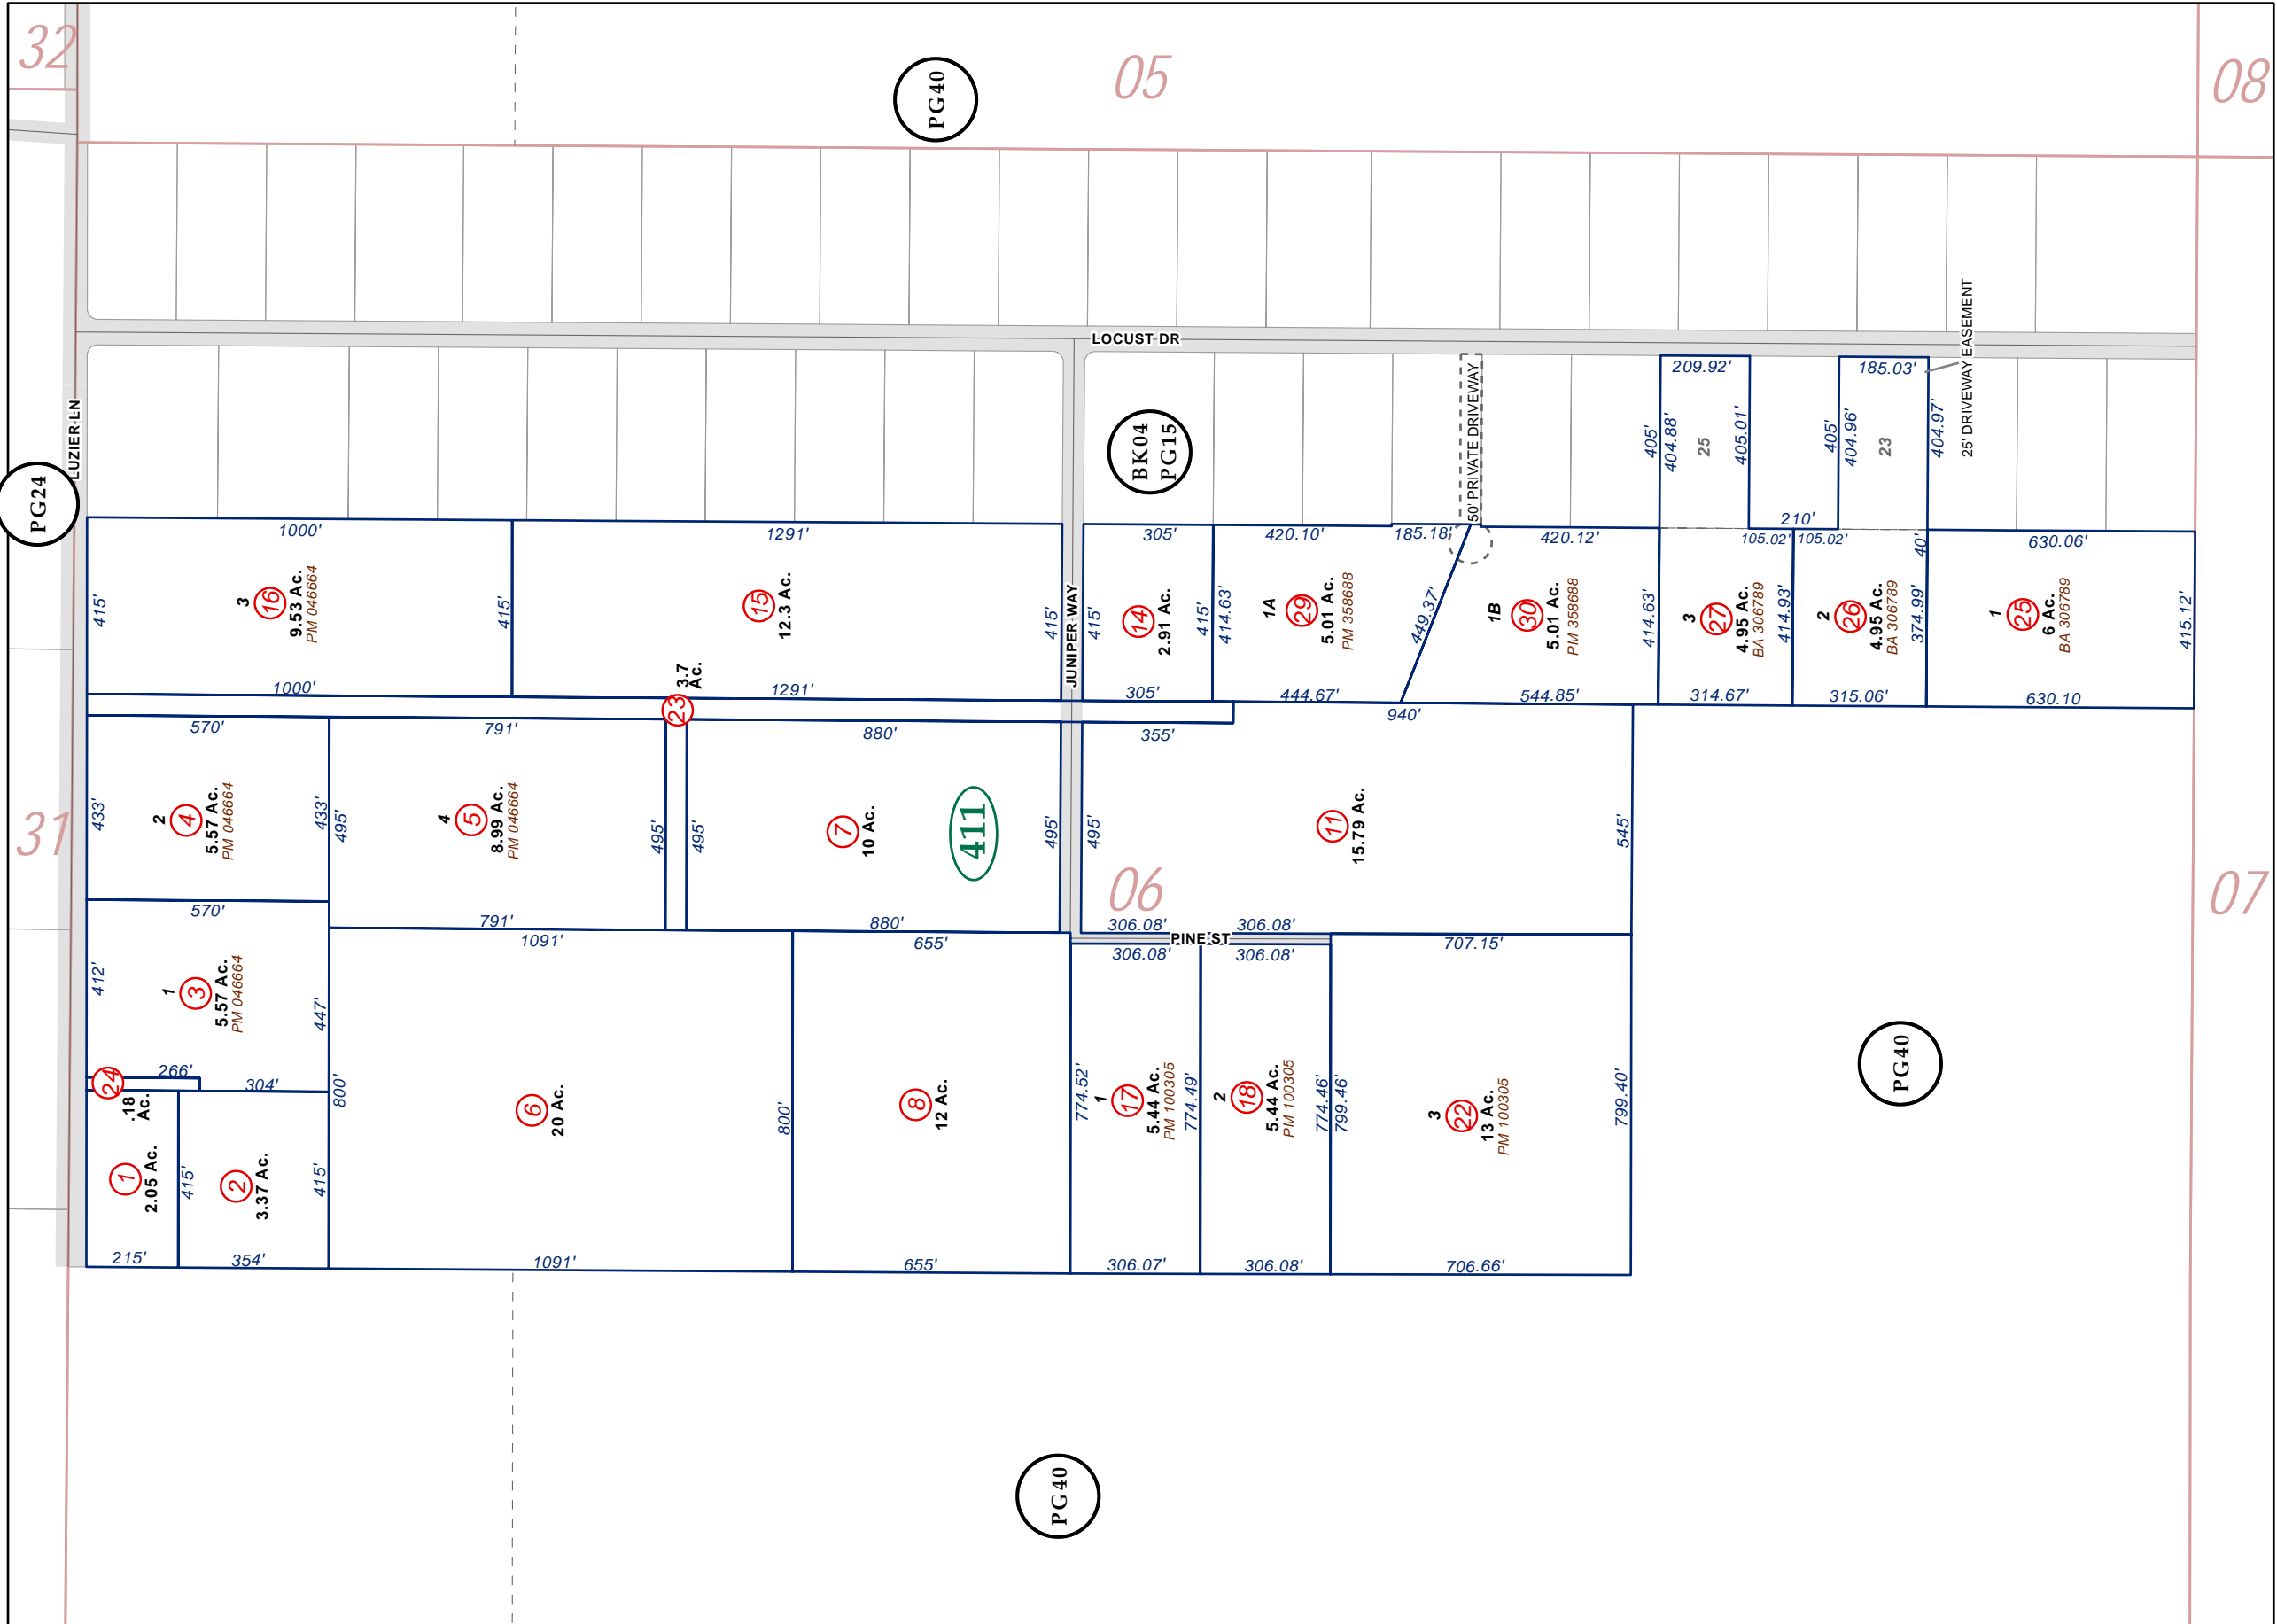 32
05
08
PG40
LOCUST DR
LUZIER LN
PG24
BK04
PG15
50' PRIVATE DRIVEWAY
25' DRIVEWAY EASEMENT
209.92'
185.03'
405'
404.88'
25
405.01'
405'
404.96'
23
404.97'
210'
1000'
1291'
305'
420.10'
185.18'
420.12'
105.02'
105.02'
40'
630.06'
415'
3
16
9.53 Ac.
PM 046664
415'
15
12.3 Ac.
415'
JUNIPER WAY
415'
14
2.91 Ac.
415'
414.63'
1A
29
5.01 Ac.
PM 358688
449.37'
1B
30
5.01 Ac.
PM 358688
414.63'
3
27
4.95 Ac.
BA 306789
414.93'
2
26
4.95 Ac.
BA 306789
374.99'
1
25
6 Ac.
BA 306789
415.12'
1000'
23
3.7
Ac.
1291'
305'
444.67'
544.85'
314.67'
315.06'
630.10
570'
791'
880'
355'
940'
31
433'
2
4
5.57 Ac.
PM 046664
433'
495'
4
5
8.99 Ac.
PM 046664
495'
495'
7
10 Ac.
411
495'
495'
11
15.79 Ac.
545'
06
07
570'
791'
880'
306.08'
306.08'
1091'
655'
PINE ST
707.15'
306.08'
306.08'
412'
1
3
5.57 Ac.
PM 046664
447'
266'
304'
24
.18
Ac.
800'
6
20 Ac.
800'
8
12 Ac.
774.52'
1
17
5.44 Ac.
PM 100305
774.49'
2
18
5.44 Ac.
PM 100305
774.46'
799.46'
3
22
13 Ac.
PM 100305
799.40'
PG40
1
2.05 Ac.
415'
2
3.37 Ac.
415'
215'
354'
1091'
655'
306.07'
306.08'
706.66'
PG40